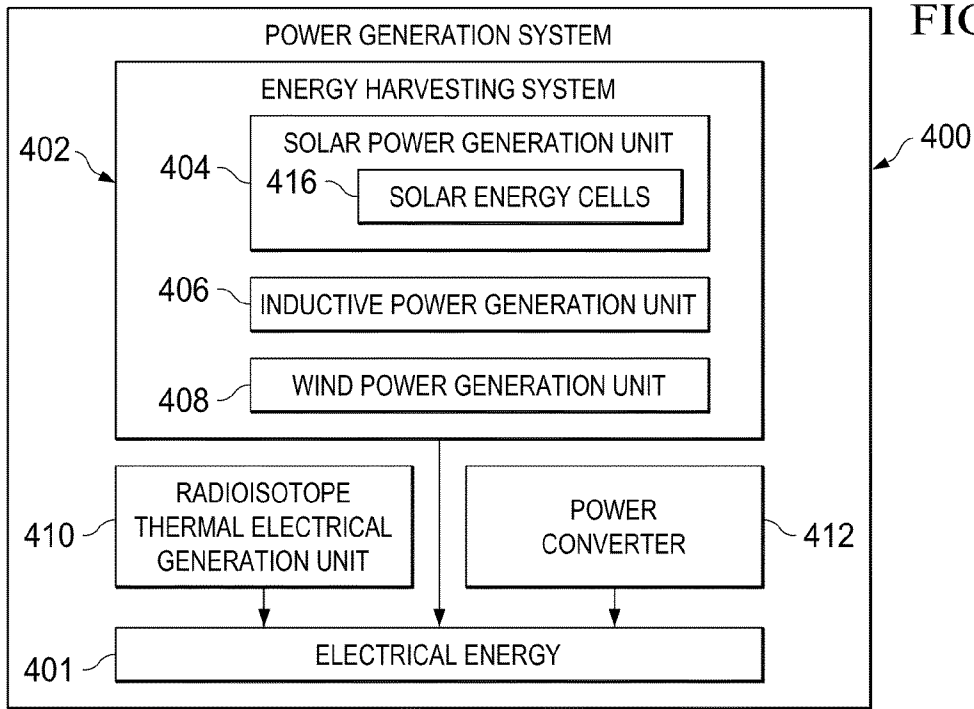 FIG
POWER GENERATION SYSTEM
ENERGY HARVESTING SYSTEM
402
400
SOLAR POWER GENERATION UNIT
404
416
SOLAR ENERGY CELLS
406
INDUCTIVE POWER GENERATION UNIT
408
WIND POWER GENERATION UNIT
410
RADIOISOTOPE
THERMAL ELECTRICAL
GENERATION UNIT
POWER
CONVERTER
412
401
ELECTRICAL ENERGY